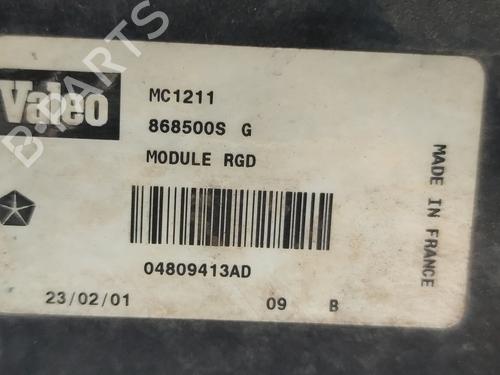 B-PARTS
Valeo
MC1211
868500S G
MODULE RGD
04809413AD
23/02/01 09 B
MADE IN FRANCE